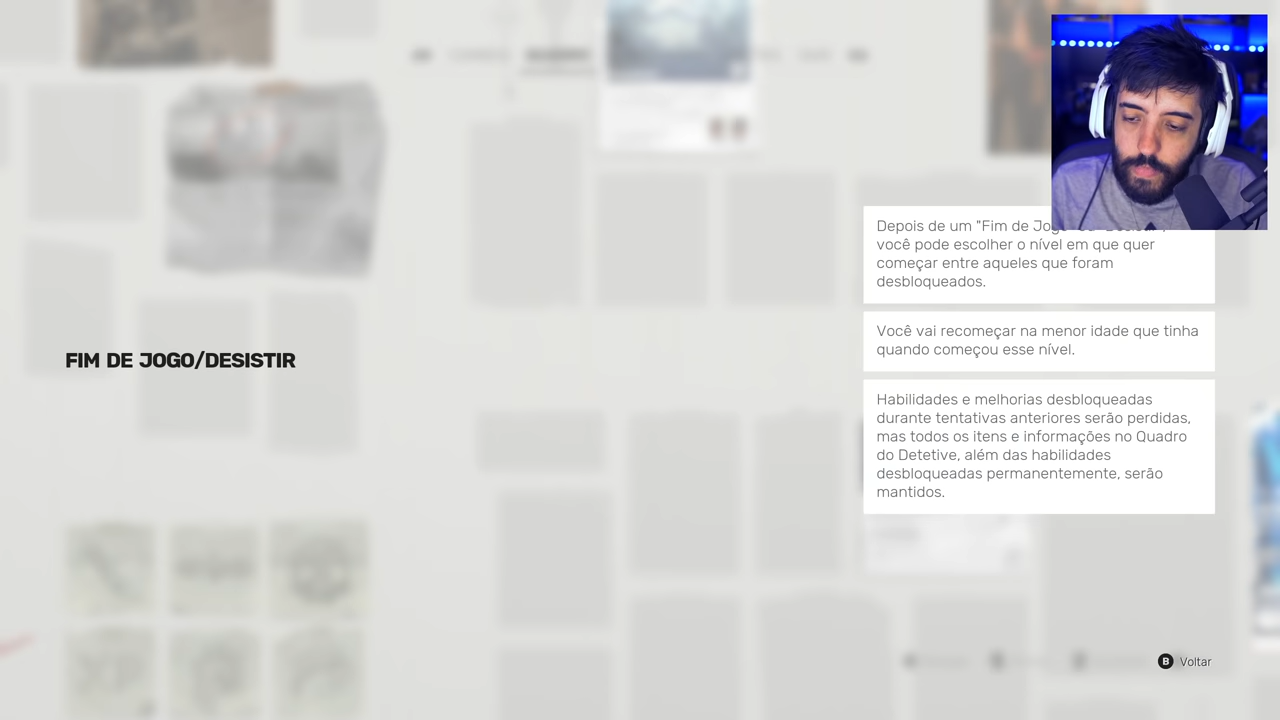 FIM DE JOGO/DESISTIR
Depois de um "Fim de
você pode escolher o nível em que quer
começar entre aqueles que foram
desbloqueados.
Você vai recomeçar na menor idade que tinha
quando começou esse nível.
Habilidades e melhorias desbloqueadas
durante tentativas anteriores serão perdidas,
mas todos os itens e informações no Quadro
do Detetive, além das habilidades
desbloqueadas permanentemente, serão
mantidos.
B Voltar